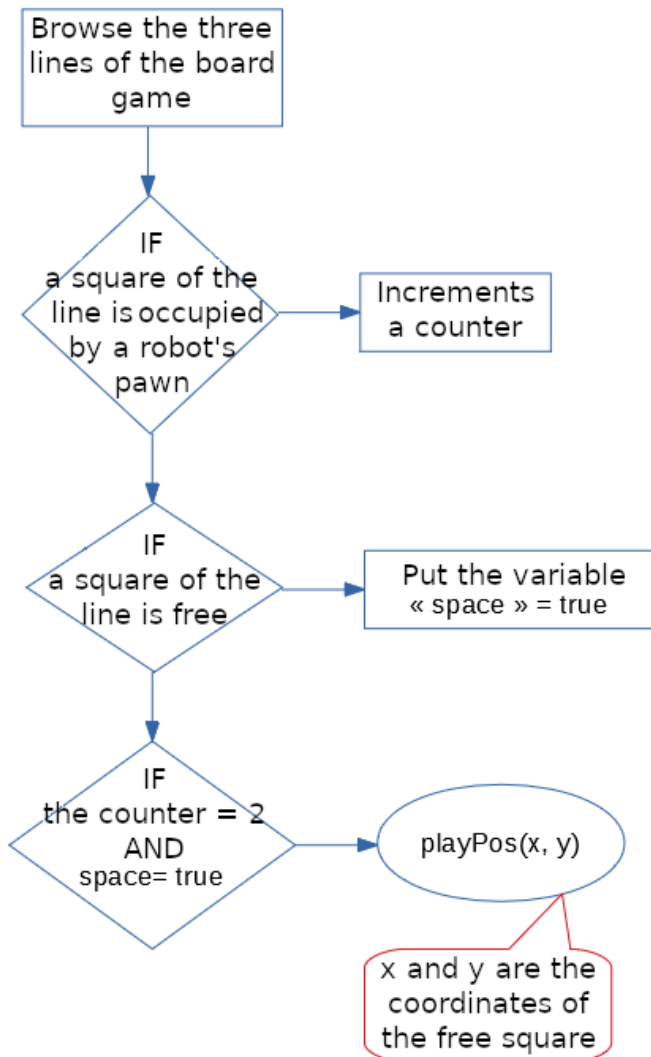 Browse the three
lines of the board
game
IF
a square of the
line is occupied
by a robot's
pawn
Increments
a counter
IF
a square of the
line is free
Put the variable
« space » = true
IF
the counter = 2
AND
space= true
playPos(x, y)
x and y are the
coordinates of
the free square